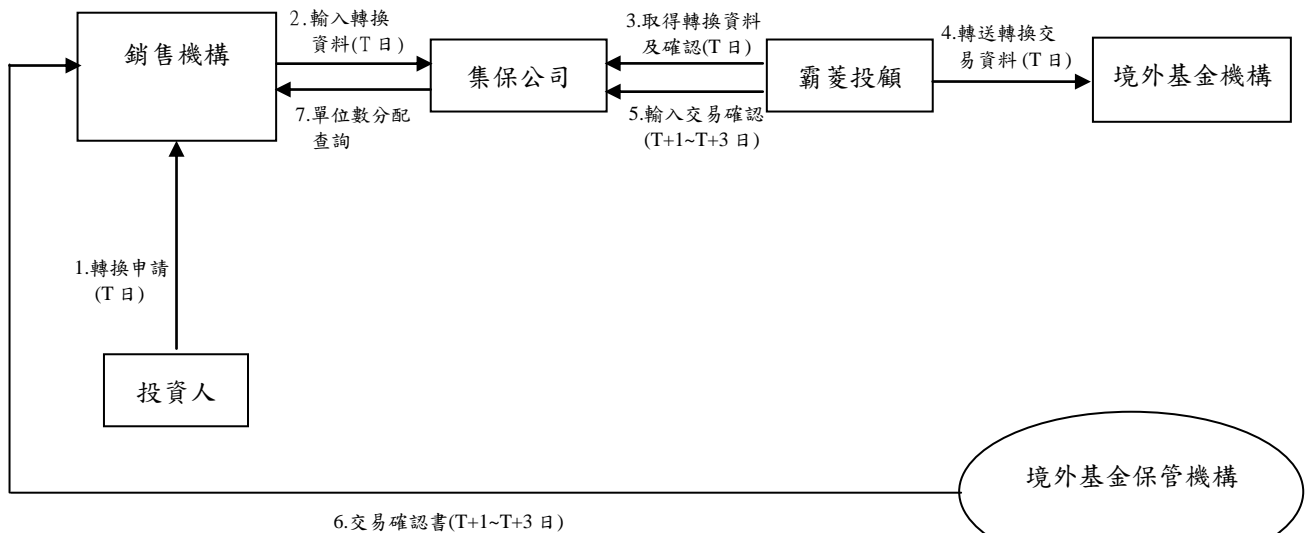 2.輸入轉換
資料(T 日)
3.取得轉換資料
及確認(T 日)
4.轉送轉換交
易資料 (T 日)
銷售機構
集保公司
霸菱投顧
境外基金機構
7.單位數分配
查詢
5.輸入交易確認
(T+1~T+3 日)
1.轉換申請
(T 日)
投資人
境外基金保管機構
6.交易確認書(T+1~T+3 日)